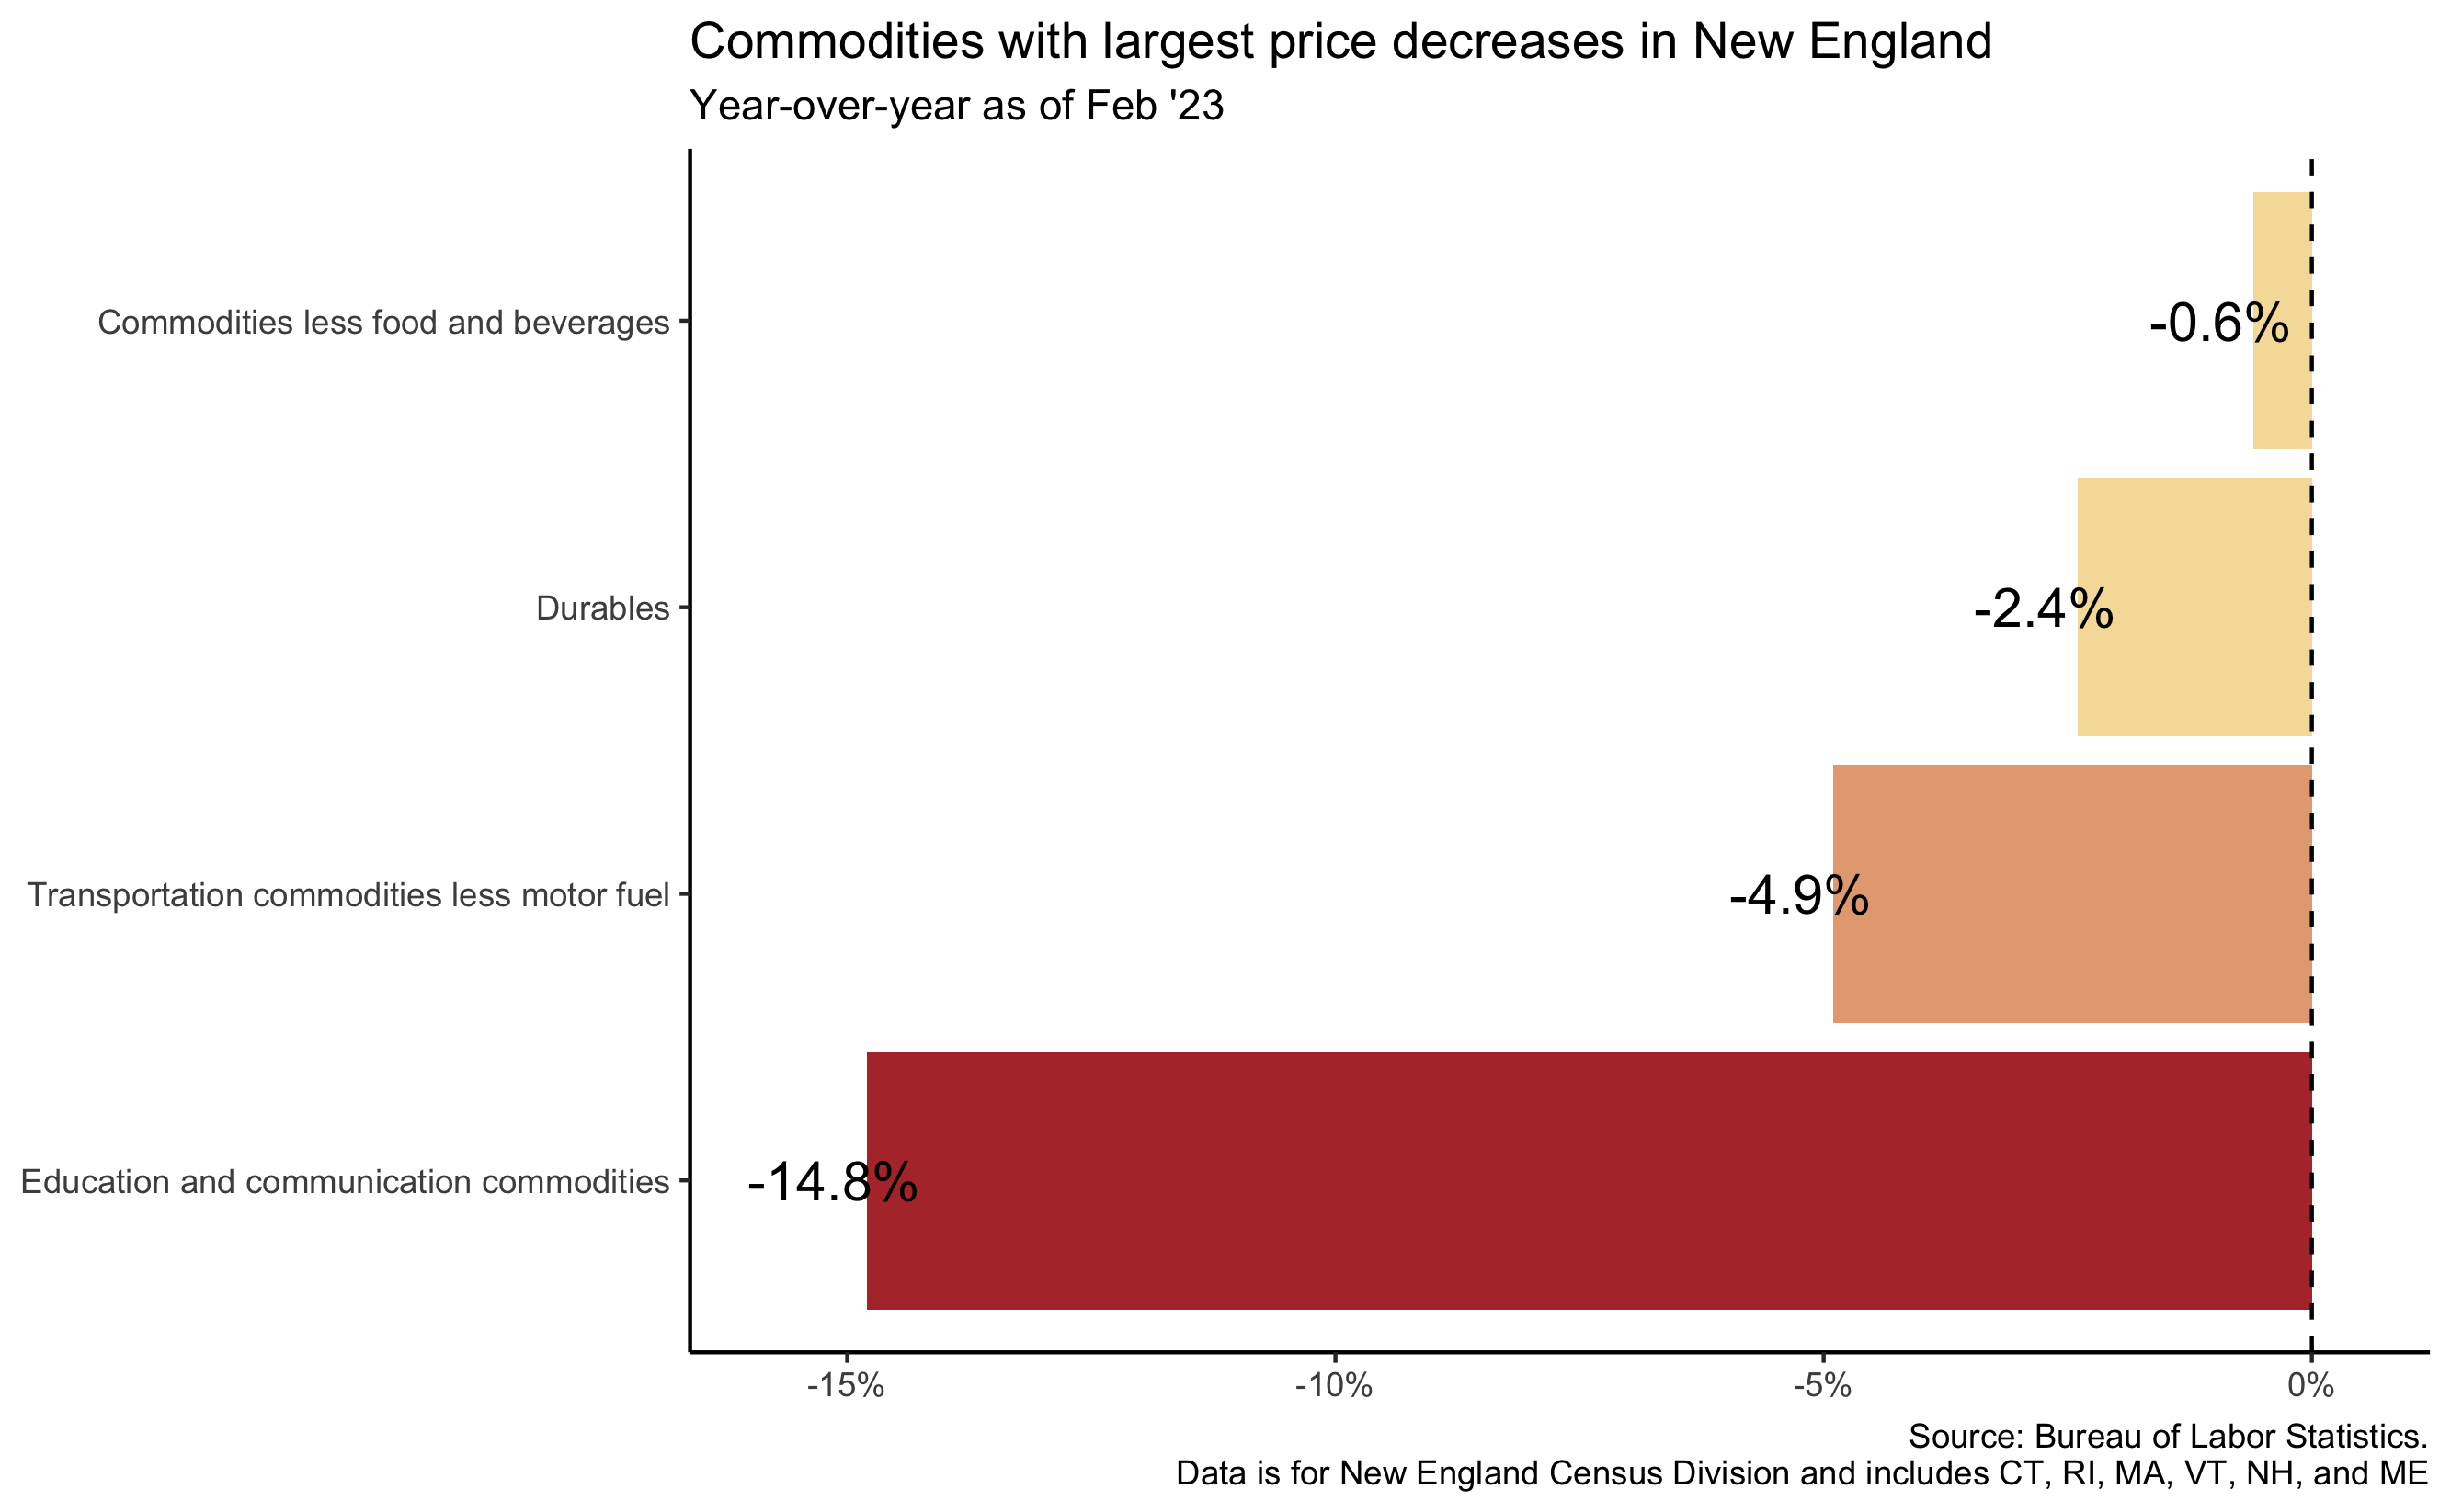 Commodities with largest price decreases in New England
Year-over-year as of Feb '23
Commodities less food and beverages
-0.6%
Durables
-2.4%
Transportation commodities less motor fuel
-4.9%
Education and communication commodities
-14.8%
-15%
-10%
-5%
0%
Source: Bureau of Labor Statistics.
Data is for New England Census Division and includes CT, RI, MA, VT, NH, and ME